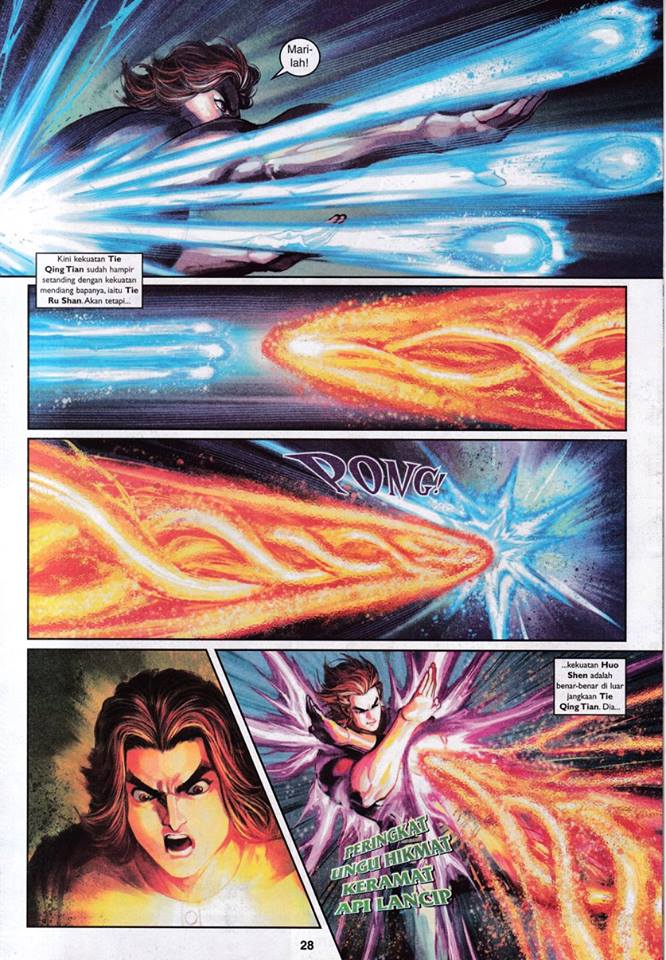 Mari-
lah!
Kini kekuatan Tie
Qing Tian sudah hampir
setanding dengan kekuatan
mendiang bapanya, iaitu Tie
Ru Shan. Akan tetapi...
PONG!
...kekuatan Huo
Shen adalah
benar-benar di luar
jangkaan Tie
Qing Tian. Dia...
PERINGKAT
UNGU HIKMAT
KERAMAT
API LANCIP
28